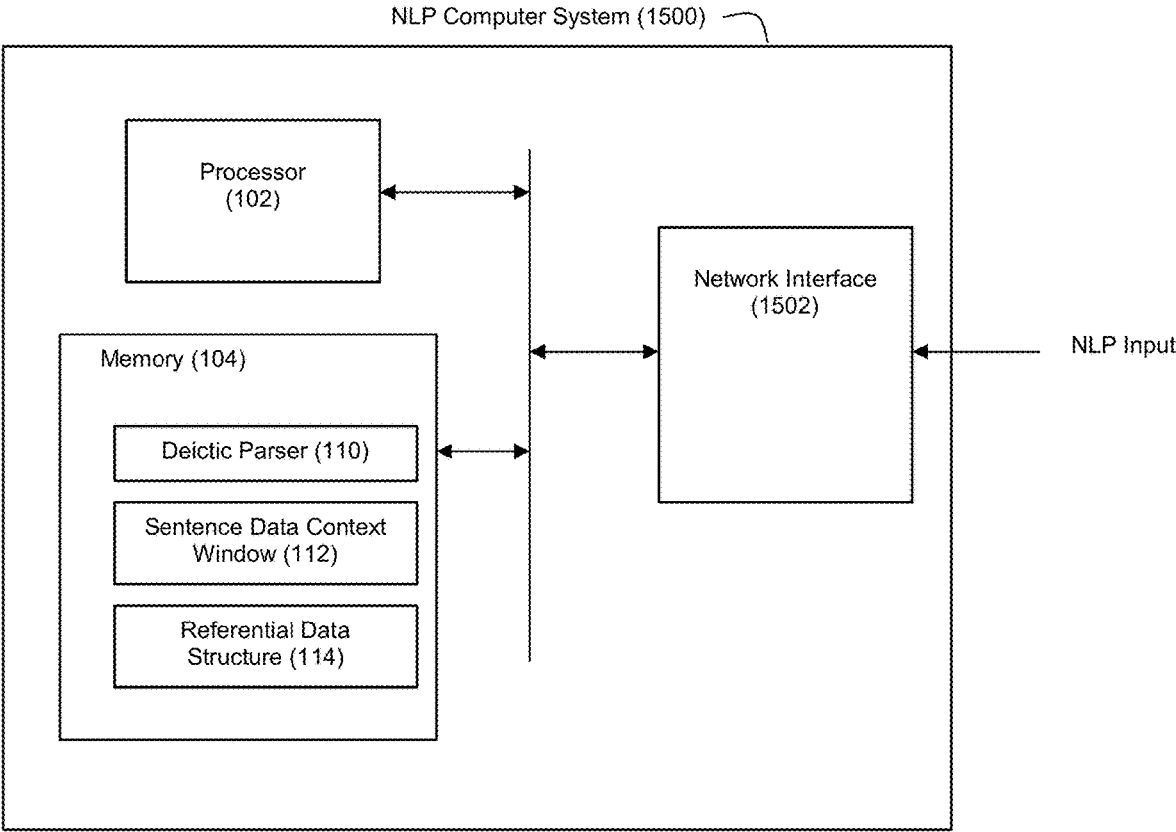 NLP Computer System (1500)
Processor
(102)
Network Interface
(1502)
NLP Input
Memory (104)
Deictic Parser (110)
Sentence Data Context
Window (112)
Referential Data
Structure (114)